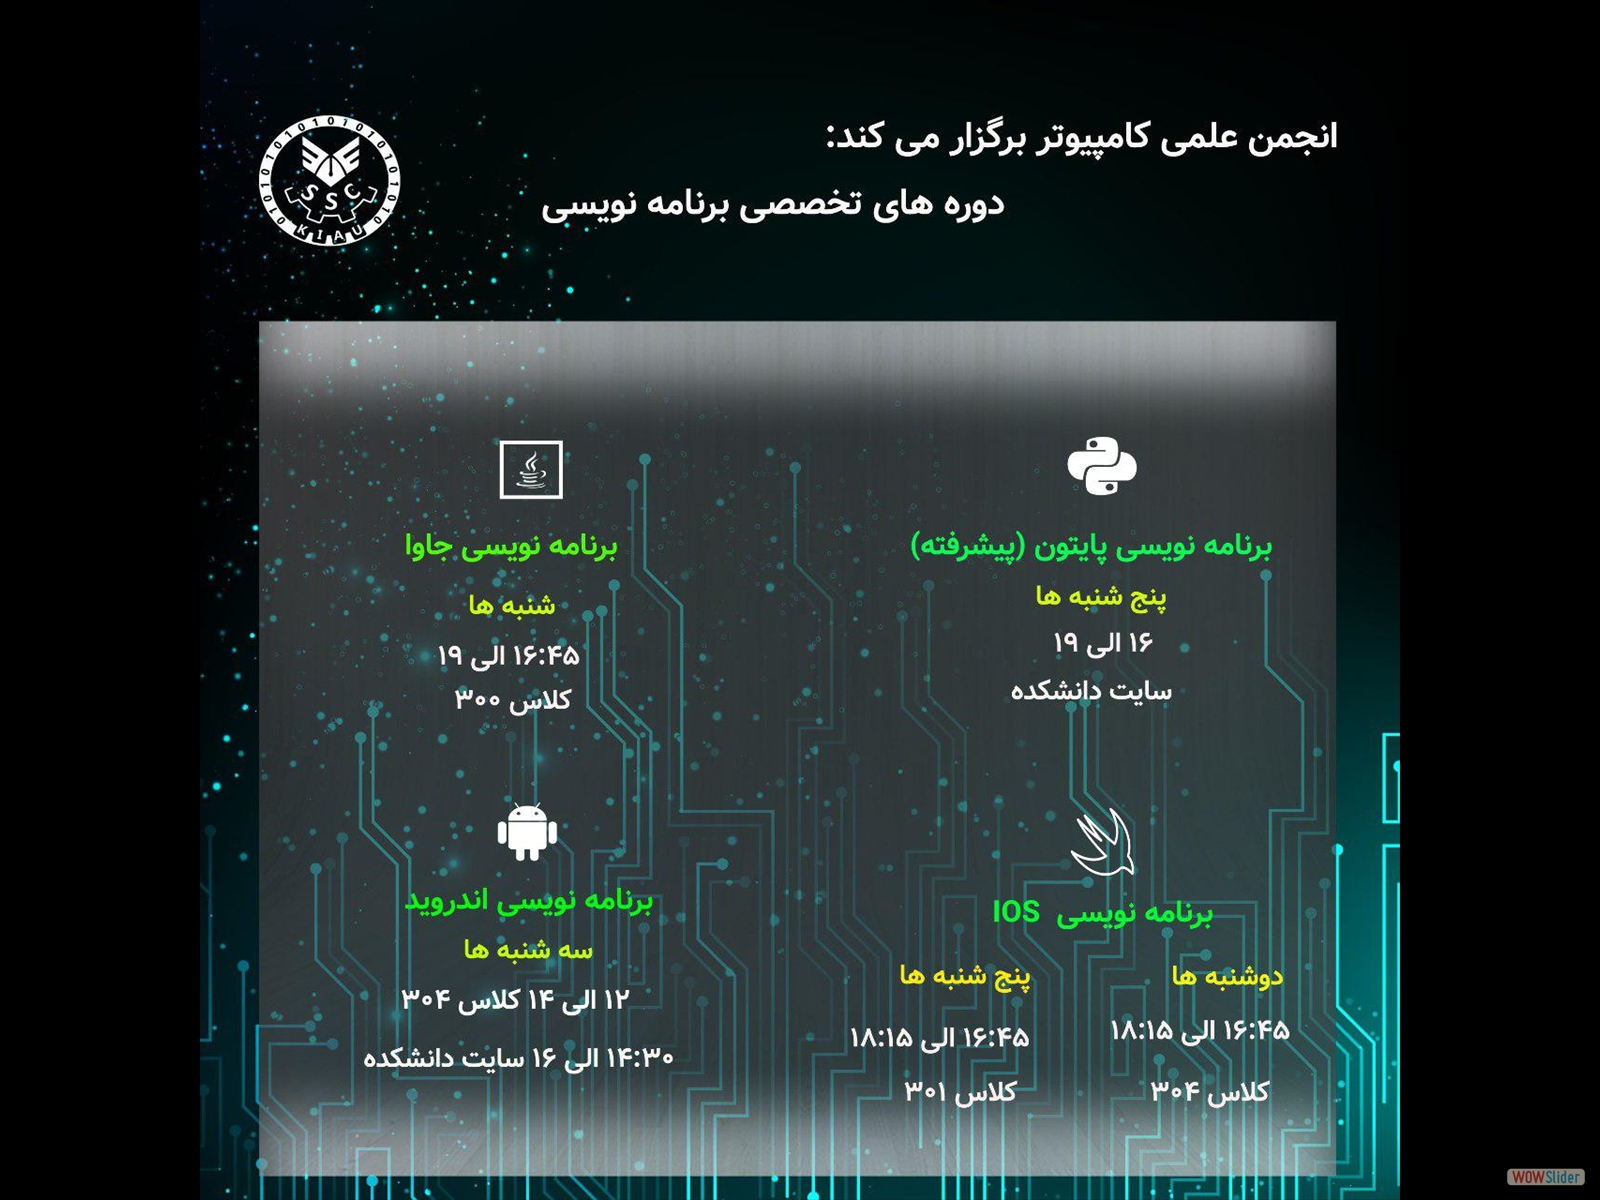 انجمن علمی کامپیوتر برگزار می کند:
دوره های تخصصی برنامه نویسی
1010101010101010101010
SSC
KIAU
برنامه نویسی پایتون (پیشرفته)
پنج شنبه ها
۱۶ الی ۱۹
سایت دانشکده
برنامه نویسی جاوا
شنبه ها
۱۶:۴۵ الی ۱۹
کلاس ۳۰۰
برنامه نویسی IOS
دوشنبه ها
۱۶:۴۵ الی ۱۸:۱۵
کلاس ۳۰۴
پنج شنبه ها
۱۶:۴۵ الی ۱۸:۱۵
کلاس ۳۰۱
برنامه نویسی اندروید
سه شنبه ها
۱۲ الی ۱۴ کلاس ۳۰۴
۱۴:۳۰ الی ۱۶ سایت دانشکده
WOWSlider